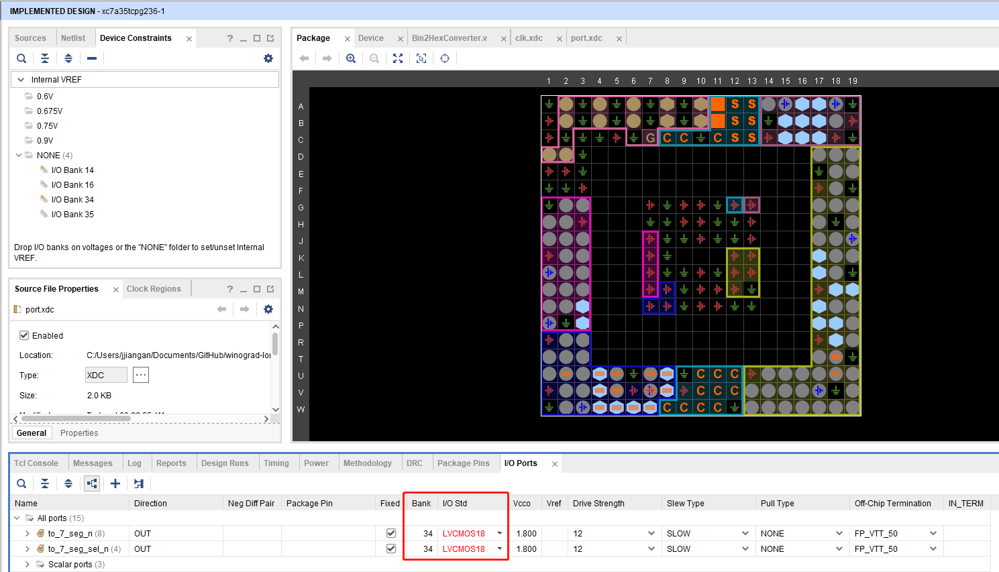 IMPLEMENTED DESIGN - xc7a35tcpg236-1
Sources Netlist Device Constraints
Internal VREF
0.6V
0.675V
0.75V
0.9V
NONE (4)
I/O Bank 14
I/O Bank 16
I/O Bank 34
I/O Bank 35
Drop I/O banks on voltages or the "NONE" folder to set/unset Internal
VREF.
Source File Properties Clock Regions
port.xdc
Enabled
Location: C:/Users/jjiangan/Documents/GitHub/winograd-lor
Type: XDC
Size: 2.0 KB
General Properties
Package Device Bin2HexConverter.v clk.xdc port.xdc
1 2 3 4 5 6 7 8 9 10 11 12 13 14 15 16 17 18 19
A S S
B S S
C G C C C S S
D
E
F
G
H
J
K
L
M
N
P
R
T
U C C C
V C C C
W C C C C
Tcl Console Messages Log Reports Design Runs Timing Power Methodology DRC Package Pins I/O Ports
Name Direction Neg Diff Pair Package Pin Fixed Bank I/O Std Vcco Vref Drive Strength Slew Type Pull Type Off-Chip Termination IN_TERM
All ports (15)
to_7_seg_n (8) OUT 34 LVCMOS18 1.800 12 SLOW NONE FP_VTT_50
to_7_seg_sel_n (4) OUT 34 LVCMOS18 1.800 12 SLOW NONE FP_VTT_50
Scalar ports (3)